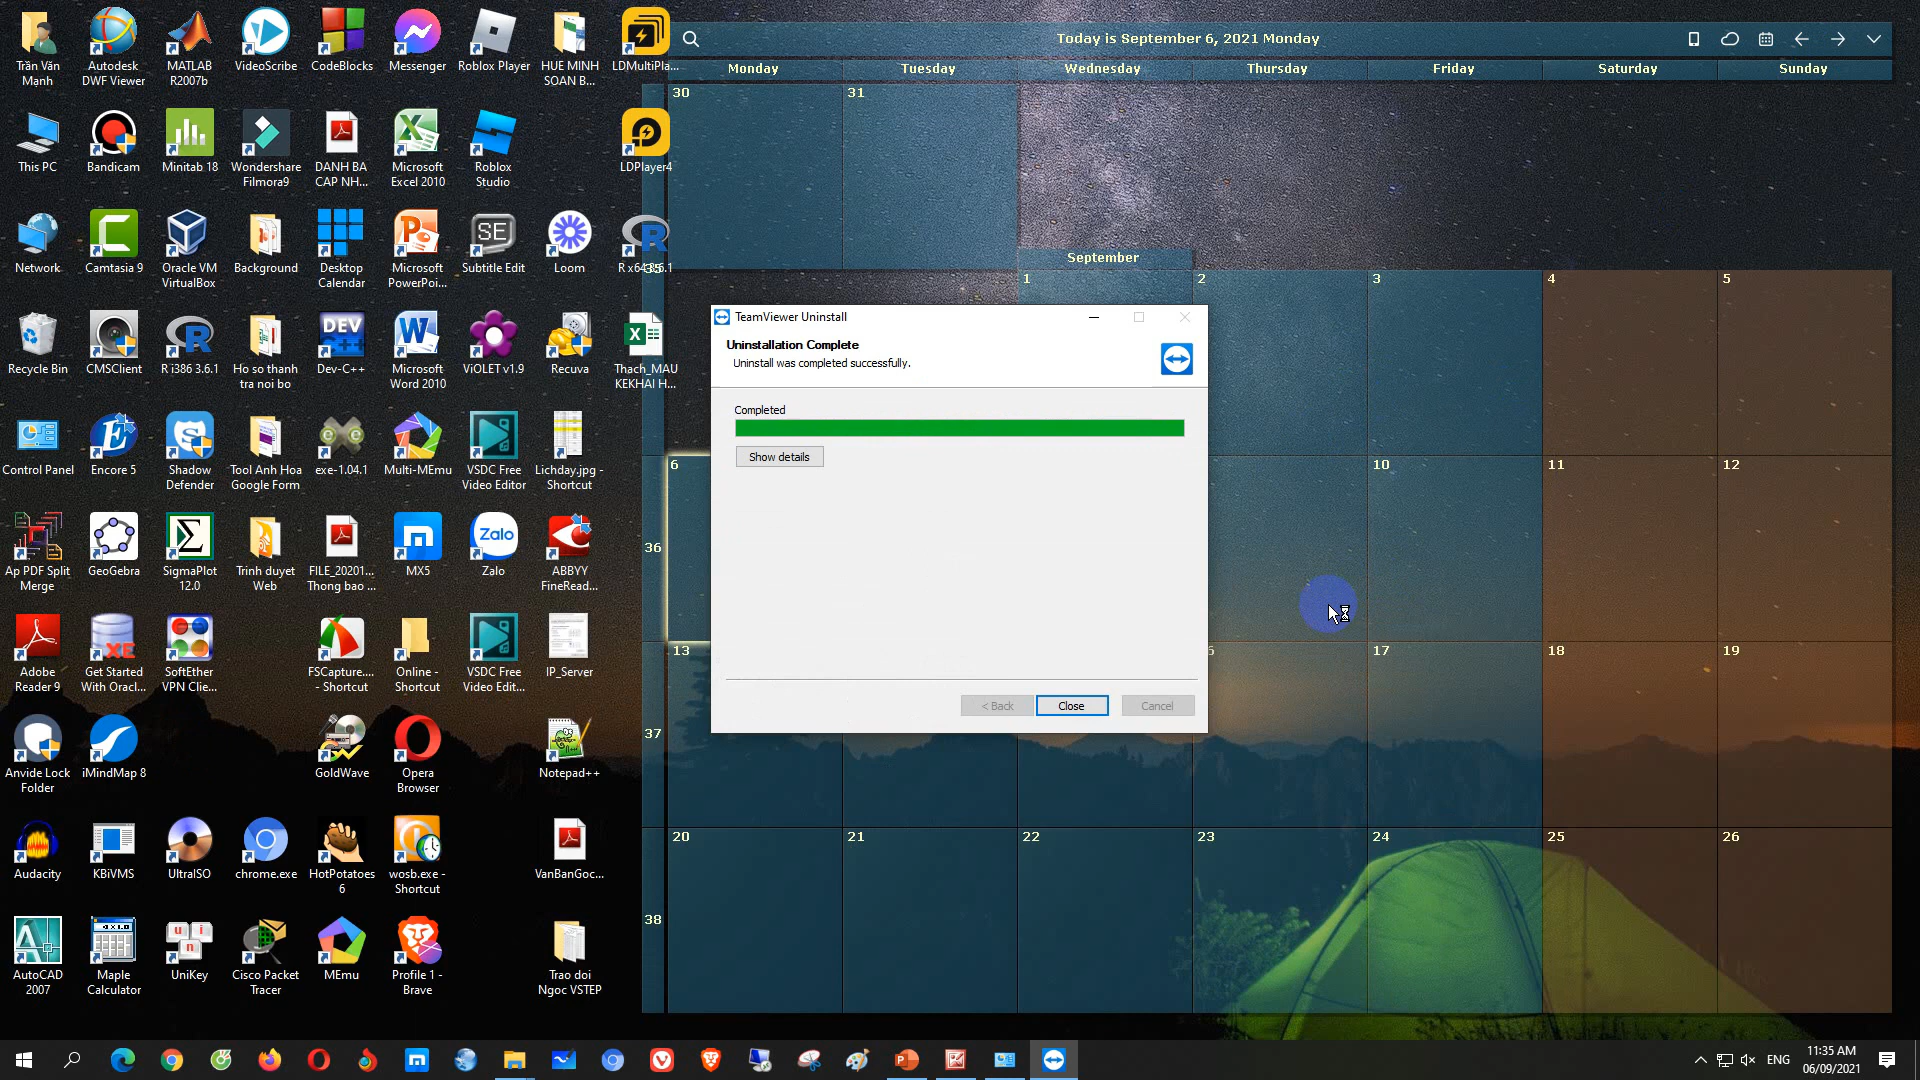 Trần Văn
Mạnh
Autodesk
DWF Viewer
MATLAB
R2007b
VideoScribe
CodeBlocks
Messenger
Roblox Player
HUE MINH
SOAN B...
LDMultiPla...
This PC
Bandicam
Minitab 18
Wondershare
Filmora9
DANH BA
CAP NH...
Microsoft
Excel 2010
Roblox
Studio
LDPlayer4
Network
Camtasia 9
Oracle VM
VirtualBox
Background
Desktop
Calendar
Microsoft
PowerPoi...
SE
Subtitle Edit
Loom
R x64 3.6.1
Recycle Bin
CMSClient
R i386 3.6.1
Ho so thanh
tra noi bo
DEV
C++
Dev-C++
Microsoft
Word 2010
ViOLET v1.9
Recuva
Thach_MAU
KEKHAI H...
Control Panel
Encore 5
Shadow
Defender
Tool Anh Hoa
Google Form
exe-1.04.1
Multi-MEmu
VSDC Free
Video Editor
Lichday.jpg -
Shortcut
Ap PDF Split
Merge
GeoGebra
SigmaPlot
12.0
Trinh duyet
Web
FILE_20201...
Thong bao ...
MX5
Zalo
Zalo
ABBYY
FineRead...
Adobe
Reader 9
XE
Get Started
With Oracl...
SoftEther
VPN Clie...
FSCapture....
- Shortcut
Online -
Shortcut
VSDC Free
Video Edit...
IP_Server
Anvide Lock
Folder
iMindMap 8
GoldWave
Opera
Browser
Notepad++
Audacity
KBiVMS
UltraISO
chrome.exe
HotPotatoes
6
wosb.exe -
Shortcut
VanBanGoc...
AutoCAD
2007
Maple
Calculator
UniKey
Cisco Packet
Tracer
MEmu
Profile 1 -
Brave
Trao doi
Ngoc VSTEP
Today is September 6, 2021 Monday
Monday Tuesday Wednesday Thursday Friday Saturday Sunday
30 31
September
35
1 2 3 4 5
6 10 11 12
36
13 17 18 19
37
20 21 22 23 24 25 26
38
TeamViewer Uninstall
Uninstallation Complete
Uninstall was completed successfully.
Completed
Show details
< Back Close Cancel
ENG
11:35 AM
06/09/2021